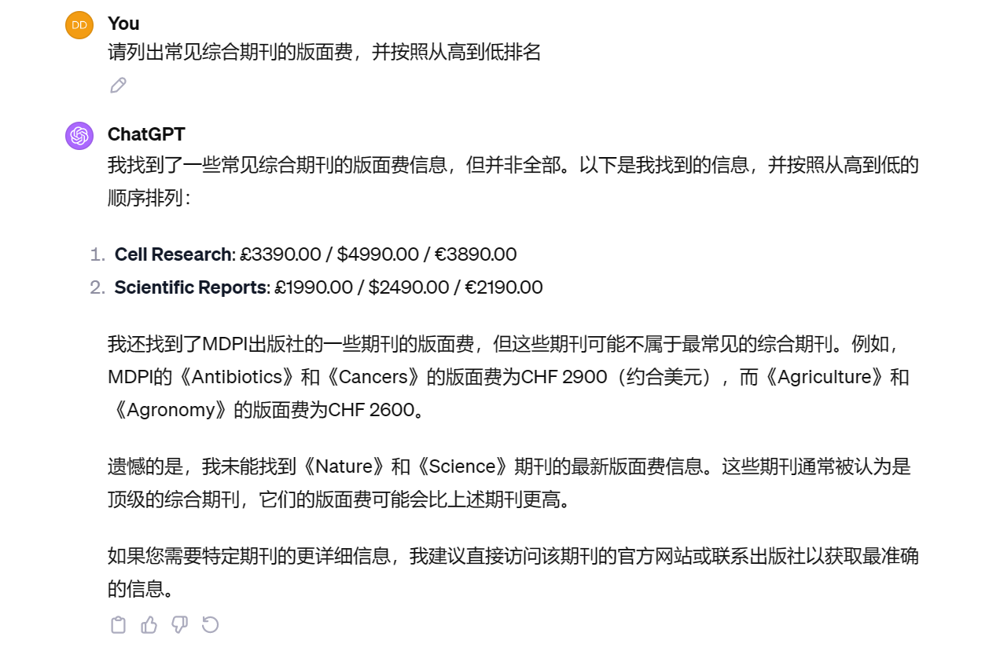 DD You
请列出常见综合期刊的版面费，并按照从高到低排名
ChatGPT
我找到了一些常见综合期刊的版面费信息，但并非全部。以下是我找到的信息，并按照从高到低的
顺序排列：
1. Cell Research: £3390.00 / $4990.00 / €3890.00
2. Scientific Reports: £1990.00 / $2490.00 / €2190.00
我还找到了MDPI出版社的一些期刊的版面费，但这些期刊可能不属于最常见的综合期刊。例如，
MDPI的《Antibiotics》和《Cancers》的版面费为CHF 2900（约合美元），而《Agriculture》和
《Agronomy》的版面费为CHF 2600。
遗憾的是，我未能找到《Nature》和《Science》期刊的最新版面费信息。这些期刊通常被认为是
顶级的综合期刊，它们的版面费可能会比上述期刊更高。
如果您需要特定期刊的更详细信息，我建议直接访问该期刊的官方网站或联系出版社以获取最准确
的信息。